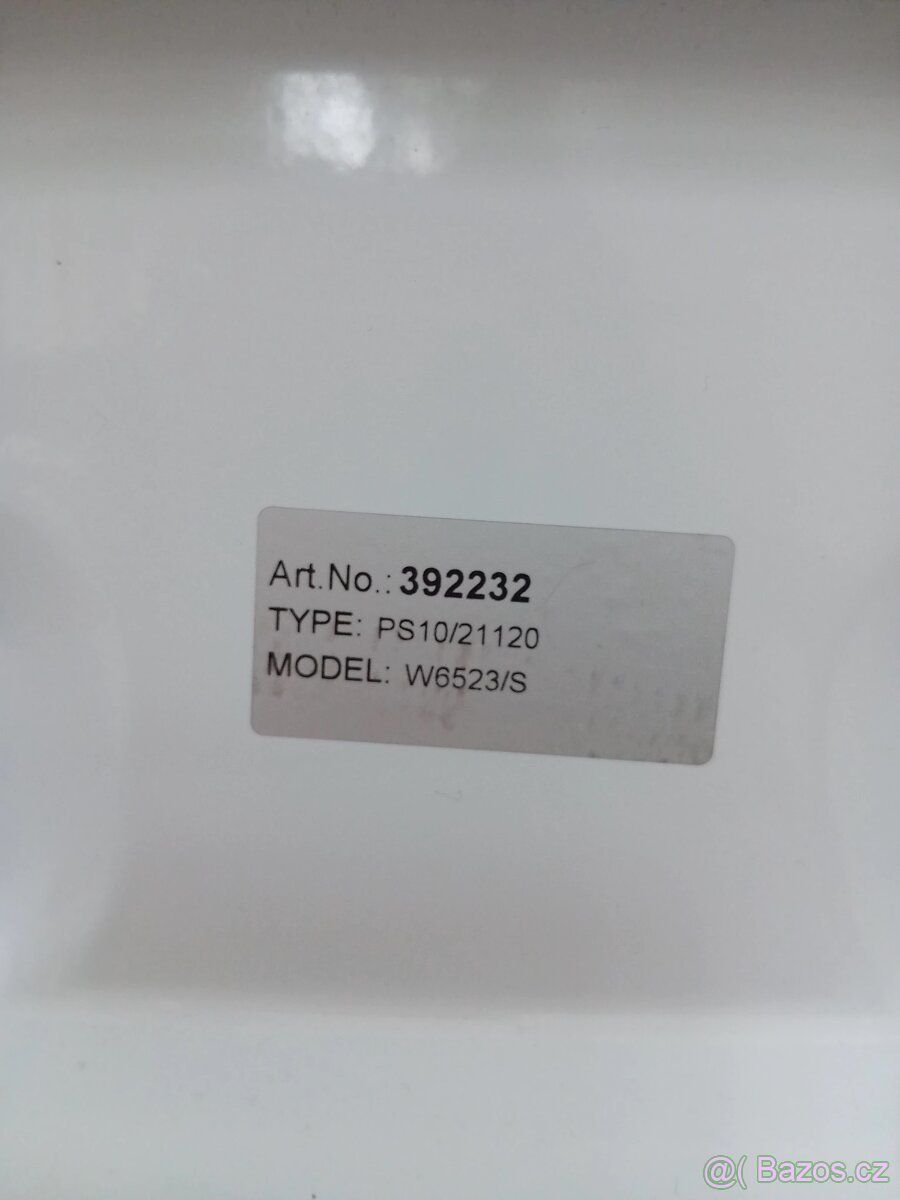 Art.No.: 392232
TYPE: PS10/21120
MODEL: W6523/S
@( Bazos.cz